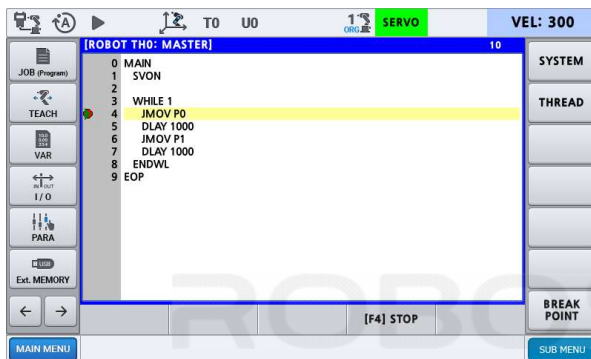 A T0 U0 1 ORG SERVO VEL: 300
[ROBOT TH0: MASTER] 10
0 MAIN
1 SVON
2
3 WHILE 1
4 JMOV P0
5 DLAY 1000
6 JMOV P1
7 DLAY 1000
8 ENDWL
9 EOP
JOB (Program)
TEACH
VAR
IN OUT
I/O
PARA
USB
Ext. MEMORY
MAIN MENU
[F4] STOP
SYSTEM
THREAD
BREAK
POINT
SUB MENU
ROBO